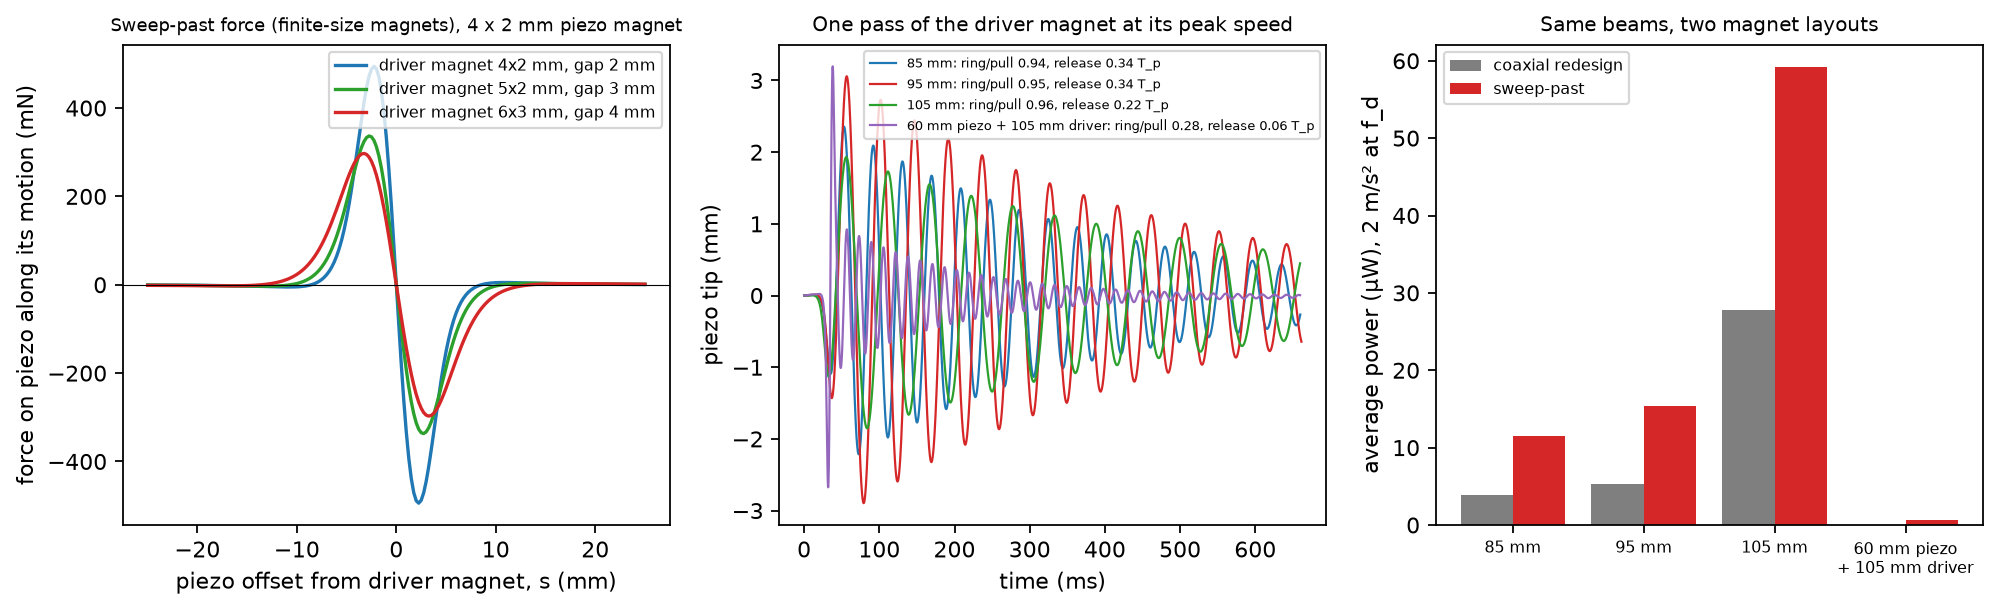 Sweep-past force (finite-size magnets), 4 x 2 mm piezo magnet
driver magnet 4x2 mm, gap 2 mm
driver magnet 5x2 mm, gap 3 mm
driver magnet 6x3 mm, gap 4 mm
force on piezo along its motion (mN)
400
200
0
−200
−400
−20
−10
0
10
20
piezo offset from driver magnet, s (mm)
One pass of the driver magnet at its peak speed
85 mm: ring/pull 0.94, release 0.34 T_p
95 mm: ring/pull 0.95, release 0.34 T_p
105 mm: ring/pull 0.96, release 0.22 T_p
60 mm piezo + 105 mm driver: ring/pull 0.28, release 0.06 T_p
piezo tip (mm)
3
2
1
0
−1
−2
−3
0
100
200
300
400
500
600
time (ms)
Same beams, two magnet layouts
coaxial redesign
sweep-past
average power (µW), 2 m/s² at f_d
60
50
40
30
20
10
0
85 mm
95 mm
105 mm
60 mm piezo
+ 105 mm driver